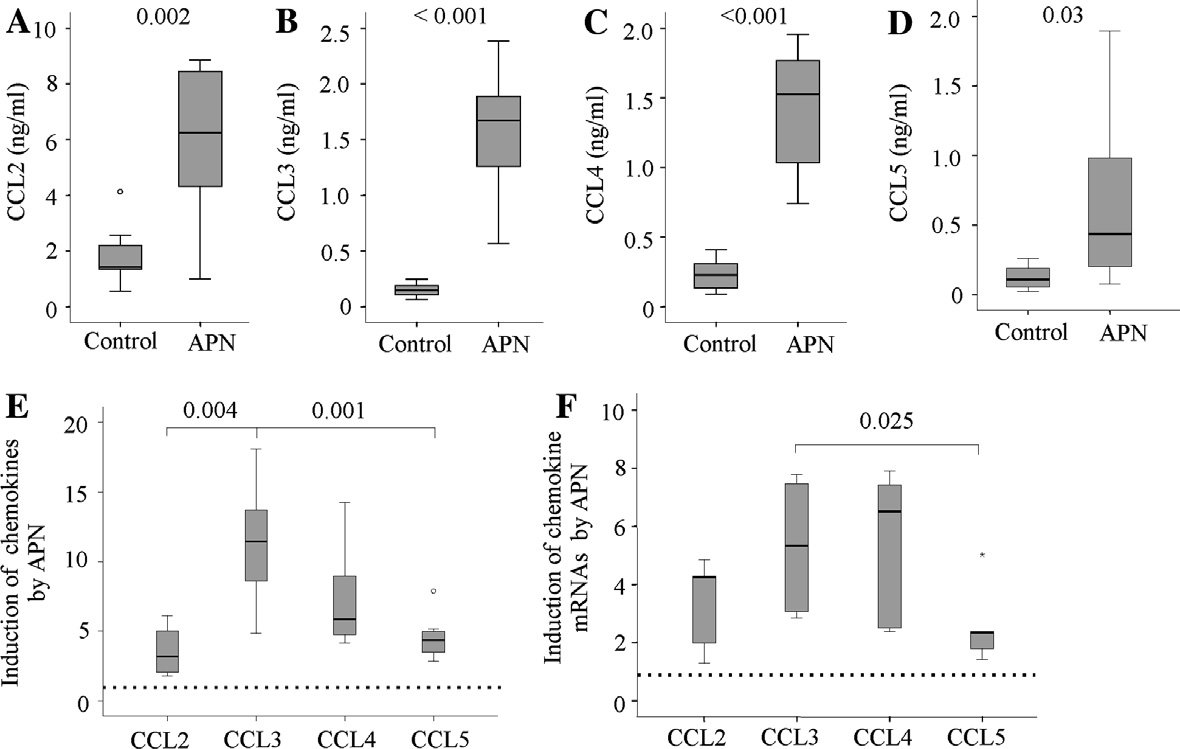 A
0.002
CCL2 (ng/ml)
10
8
6
4
2
0
Control
APN
B
< 0.001
CCL3 (ng/ml)
2.5
2.0
1.5
1.0
0.5
0
Control
APN
C
<0.001
CCL4 (ng/ml)
2.0
1.5
1.0
0.5
0
Control
APN
D
0.03
CCL5 (ng/ml)
2.0
1.5
1.0
0.5
0
Control
APN
E
0.004
0.001
Induction of chemokines
by APN
20
15
10
5
0
CCL2
CCL3
CCL4
CCL5
F
0.025
Induction of chemokine
mRNAs by APN
10
8
6
4
2
0
CCL2
CCL3
CCL4
CCL5